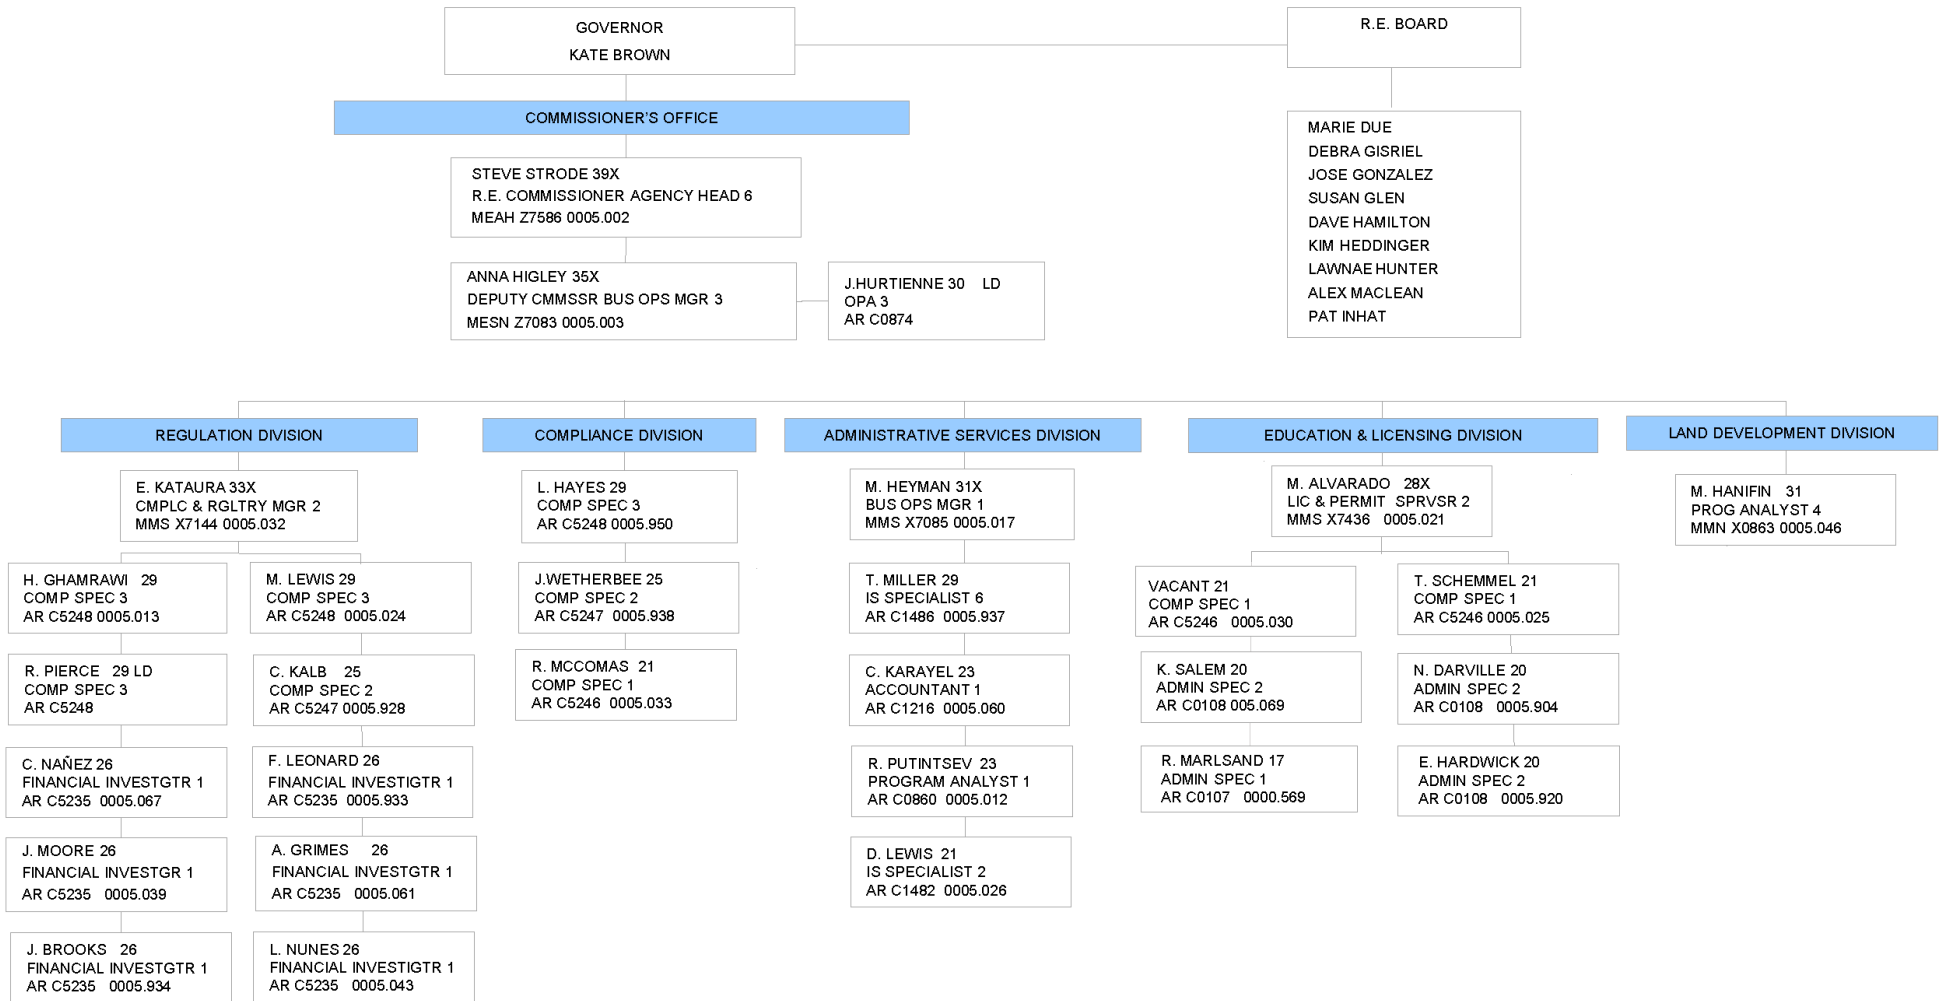 GOVERNOR
KATE BROWN
R.E. BOARD
COMMISSIONER'S OFFICE
MARIE DUE
DEBRA GISRIEL
JOSE GONZALEZ
SUSAN GLEN
DAVE HAMILTON
KIM HEDDINGER
LAWNAE HUNTER
ALEX MACLEAN
PAT INHAT
STEVE STRODE 39X
R.E. COMMISSIONER AGENCY HEAD 6
MEAH Z7586 0005.002
ANNA HIGLEY 35X
DEPUTY CMMSSR BUS OPS MGR 3
MESN Z7083 0005.003
J.HURTIENNE 30 LD
OPA 3
AR C0874
REGULATION DIVISION
E. KATAURA 33X
CMPLC & RGLTRY MGR 2
MMS X7144 0005.032
H. GHAMRAWI 29
COMP SPEC 3
AR C5248 0005.013
R. PIERCE 29 LD
COMP SPEC 3
AR C5248
C. NAÑEZ 26
FINANCIAL INVESTGTR 1
AR C5235 0005.067
J. MOORE 26
FINANCIAL INVESTGR 1
AR C5235 0005.039
J. BROOKS 26
FINANCIAL INVESTGTR 1
AR C5235 0005.934
M. LEWIS 29
COMP SPEC 3
AR C5248 0005.024
C. KALB 25
COMP SPEC 2
AR C5247 0005.928
F. LEONARD 26
FINANCIAL INVESTIGTR 1
AR C5235 0005.933
A. GRIMES 26
FINANCIAL INVESTGTR 1
AR C5235 0005.061
L. NUNES 26
FINANCIAL INVESTIGTR 1
AR C5235 0005.043
COMPLIANCE DIVISION
L. HAYES 29
COMP SPEC 3
AR C5248 0005.950
J.WETHERBEE 25
COMP SPEC 2
AR C5247 0005.938
R. MCCOMAS 21
COMP SPEC 1
AR C5246 0005.033
ADMINISTRATIVE SERVICES DIVISION
M. HEYMAN 31X
BUS OPS MGR 1
MMS X7085 0005.017
T. MILLER 29
IS SPECIALIST 6
AR C1486 0005.937
C. KARAYEL 23
ACCOUNTANT 1
AR C1216 0005.060
R. PUTINTSEV 23
PROGRAM ANALYST 1
AR C0860 0005.012
D. LEWIS 21
IS SPECIALIST 2
AR C1482 0005.026
EDUCATION & LICENSING DIVISION
M. ALVARADO 28X
LIC & PERMIT SPRVSR 2
MMS X7436 0005.021
VACANT 21
COMP SPEC 1
AR C5246 0005.030
K. SALEM 20
ADMIN SPEC 2
AR C0108 005.069
R. MARLSAND 17
ADMIN SPEC 1
AR C0107 0000.569
T. SCHEMMEL 21
COMP SPEC 1
AR C5246 0005.025
N. DARVILLE 20
ADMIN SPEC 2
AR C0108 0005.904
E. HARDWICK 20
ADMIN SPEC 2
AR C0108 0005.920
LAND DEVELOPMENT DIVISION
M. HANIFIN 31
PROG ANALYST 4
MMN X0863 0005.046